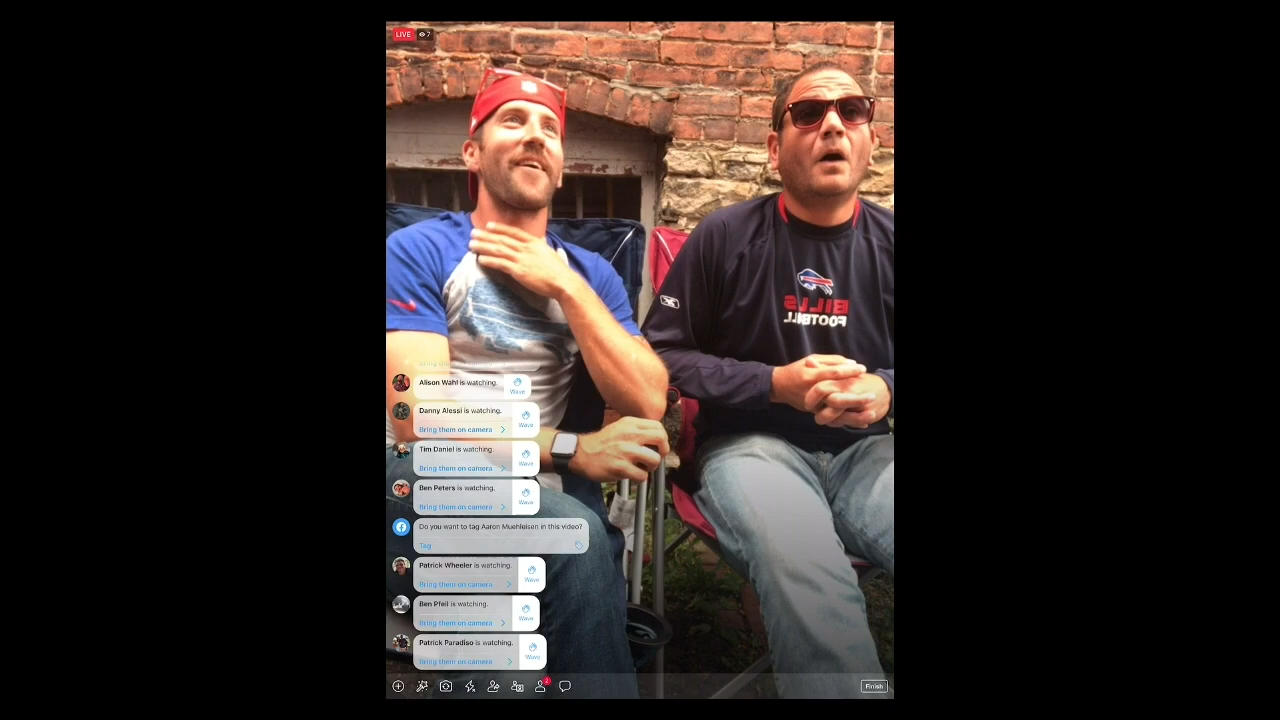 LIVE 7
Alison Wahl is watching.
Wave
Danny Alessi is watching.
Bring them on camera
Wave
Tim Daniel is watching.
Bring them on camera
Wave
Ben Peters is watching.
Bring them on camera
Wave
Do you want to tag Aaron Muehleisen in this video?
Tag
Patrick Wheeler is watching.
Bring them on camera
Wave
Ben Pfeil is watching.
Bring them on camera
Wave
Patrick Paradiso is watching.
Bring them on camera
Wave
2
Finish
BILLS
FOOTBALL